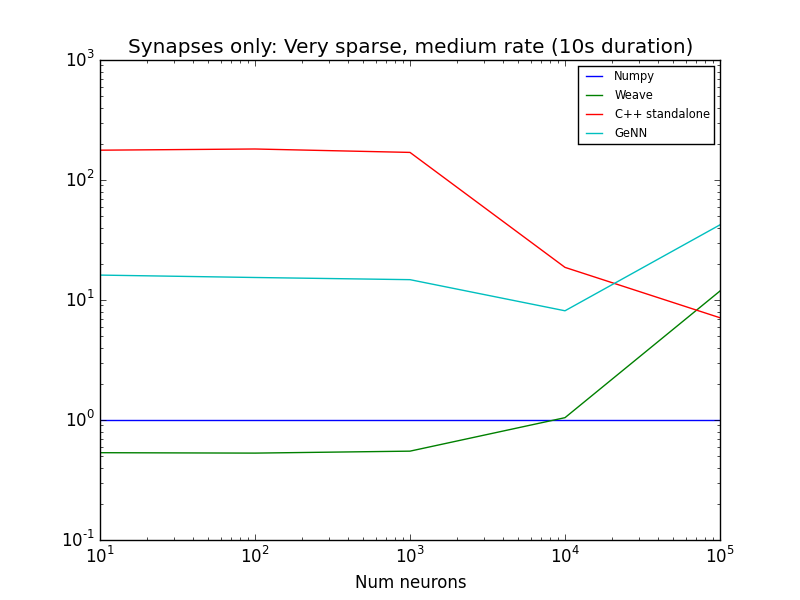 Synapses only: Very sparse, medium rate (10s duration)
10^3
10^2
10^1
10^0
10^-1
Numpy
Weave
C++ standalone
GeNN
10^1 10^2 10^3 10^4 10^5
Num neurons